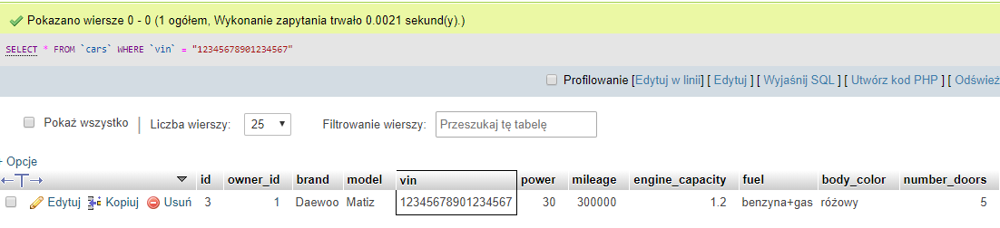 Pokazano wiersze 0 - 0 (1 ogółem, Wykonanie zapytania trwało 0.0021 sekund(y).)
SELECT * FROM `cars` WHERE `vin` = "12345678901234567"
Profilowanie [Edytuj w linii] [ Edytuj ] [ Wyjaśnij SQL ] [ Utwórz kod PHP ] [ Odśwież
Pokaż wszystko | Liczba wierszy: 25 Filtrowanie wierszy: Przeszukaj tę tabelę
+ Opcje
←T→ id owner_id brand model vin power mileage engine_capacity fuel body_color number_doors
Edytuj Kopiuj Usuń 3 1 Daewoo Matiz 12345678901234567 30 300000 1.2 benzyna+gas różowy 5